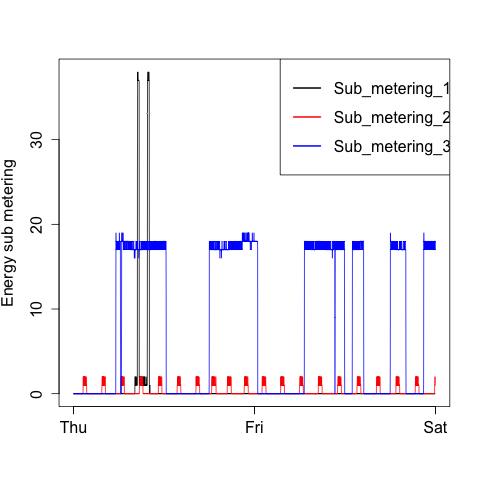 Sub_metering_1
Sub_metering_2
Sub_metering_3
Energy sub metering
30
20
10
0
Thu Fri Sat